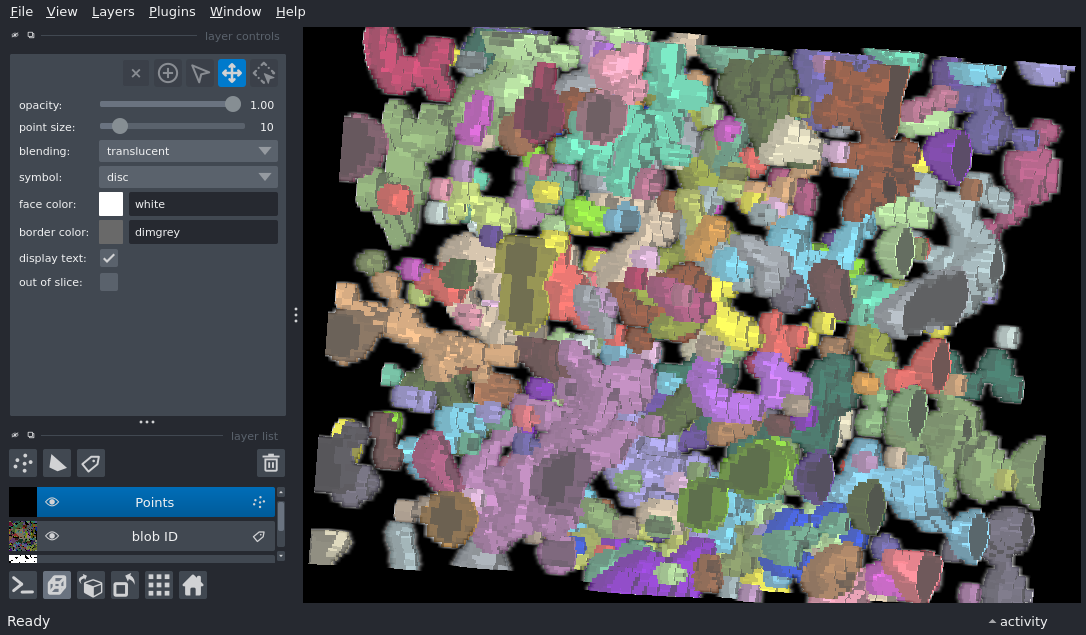 File View Layers Plugins Window Help
layer controls
opacity: 1.00
point size: 10
blending: translucent
symbol: disc
face color: white
border color: dimgrey
display text:
out of slice:
layer list
Points
blob ID
Ready
activity